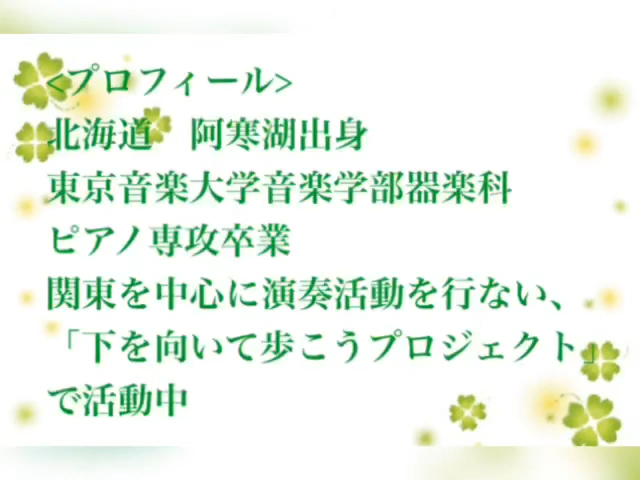 <プロフィール>
北海道　阿寒湖出身
東京音楽大学音楽学部器楽科
ピアノ専攻卒業
関東を中心に演奏活動を行ない、
「下を向いて歩こうプロジェクト」
で活動中